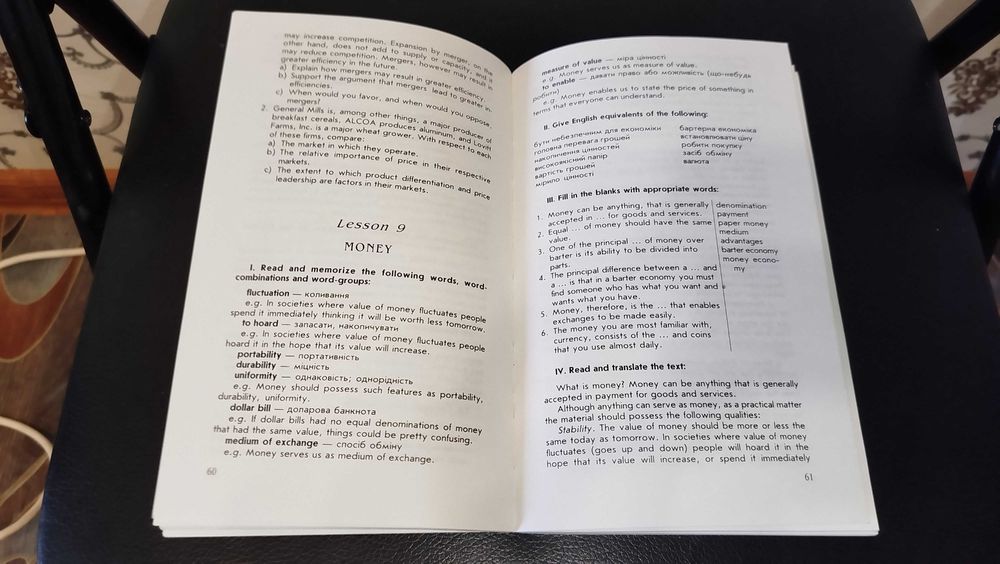 may increase competition. Expansion by merger, on the
other hand, does not add to supply or capacity, and it
may reduce competition. Mergers, however may result in
greater efficiency in the future.
a) Explain how mergers may result in greater efficiency.
b) Support the argument that mergers lead to greater in
efficiencies.
c) When would you favor, and when would you oppose,
mergers?
2. General Mills is, among other things, a major producer of
breakfast cereals, ALCOA produces aluminum, and Lovitt
Farms, Inc. is a major wheat grower. With respect to each
of these firms, compare:
a) The market in which they operate.
b) The relative importance of price in their respective
markets.
c) The extent to which product differentiation and price
leadership are factors in their markets.
Lesson 9
MONEY
I. Read and memorize the following words, word-
combinations and word-groups:
fluctuation — коливання
e.g. In societies where value of money fluctuates people
spend it immediately thinking it will be worth less tomorrow.
to hoard — запасати, накопичувати
e.g. In societies where value of money fluctuates people
hoard it in the hope that its value will increase.
portability — портативність
durability — міцність
uniformity — однаковість; однорідність
e.g. Money should possess such features as portability,
durability, uniformity.
dollar bill — доларова банкнота
e.g. If dollar bills had no equal denominations of money
that had the same value, things could be pretty confusing.
medium of exchange — спосіб обміну
e.g. Money serves us as medium of exchange.
60
measure of value — міра цінності
e.g. Money serves us as measure of value.
to enable — давати право або можливість (що-небудь
робити)
e.g. Money enables us to state the price of something in
terms that everyone can understand.
II. Give English equivalents of the following:
бути небезпечним для економіки
головна перевага грошей
накопичення цінностей
високоякісний папір
вартість грошей
мірило цінності
бартерна економіка
встановлювати ціну
робити покупку
засіб обміну
валюта
III. Fill in the blanks with appropriate words:
1. Money can be anything, that is generally
accepted in ... for goods and services.
2. Equal ... of money should have the same
value.
3. One of the principal ... of money over
barter is its ability to be divided into
parts.
4. The principal difference between a ... and
a ... is that in a barter economy you must
find someone who has what you want and
wants what you have.
5. Money, therefore, is the ... that enables
exchanges to be made easily.
6. The money you are most familiar with,
currency, consists of the ... and coins
that you use almost daily.
denomination
payment
paper money
medium
advantages
barter economy
money econo-
my
IV. Read and translate the text:
What is money? Money can be anything that is generally
accepted in payment for goods and services.
Although anything can serve as money, as a practical matter
the material should possess the following qualities:
Stability. The value of money should be more or less the
same today as tomorrow. In societies where value of money
fluctuates (goes up and down) people will hoard it in the
hope that its value will increase, or spend it immediately
61